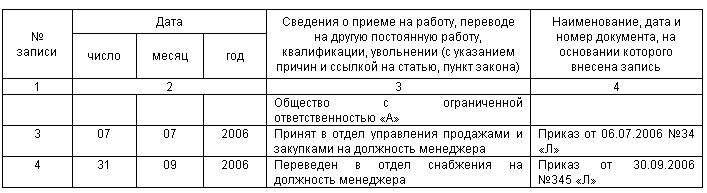 № записи
Дата
Сведения о приеме на работу, переводе
на другую постоянную работу,
квалификации, увольнении (с указанием
причин и ссылкой на статью, пункт закона)
Наименование, дата и
номер документа, на
основании которого
внесена запись
число месяц год
1 2 3 4
Общество с ограниченной
ответственностью «А»
3 07 07 2006 Принят в отдел управления продажами и
закупками на должность менеджера
Приказ от 06.07.2006 №34
«Л»
4 31 09 2006 Переведен в отдел снабжения на
должность менеджера
Приказ от 30.09.2006
№345 «Л»